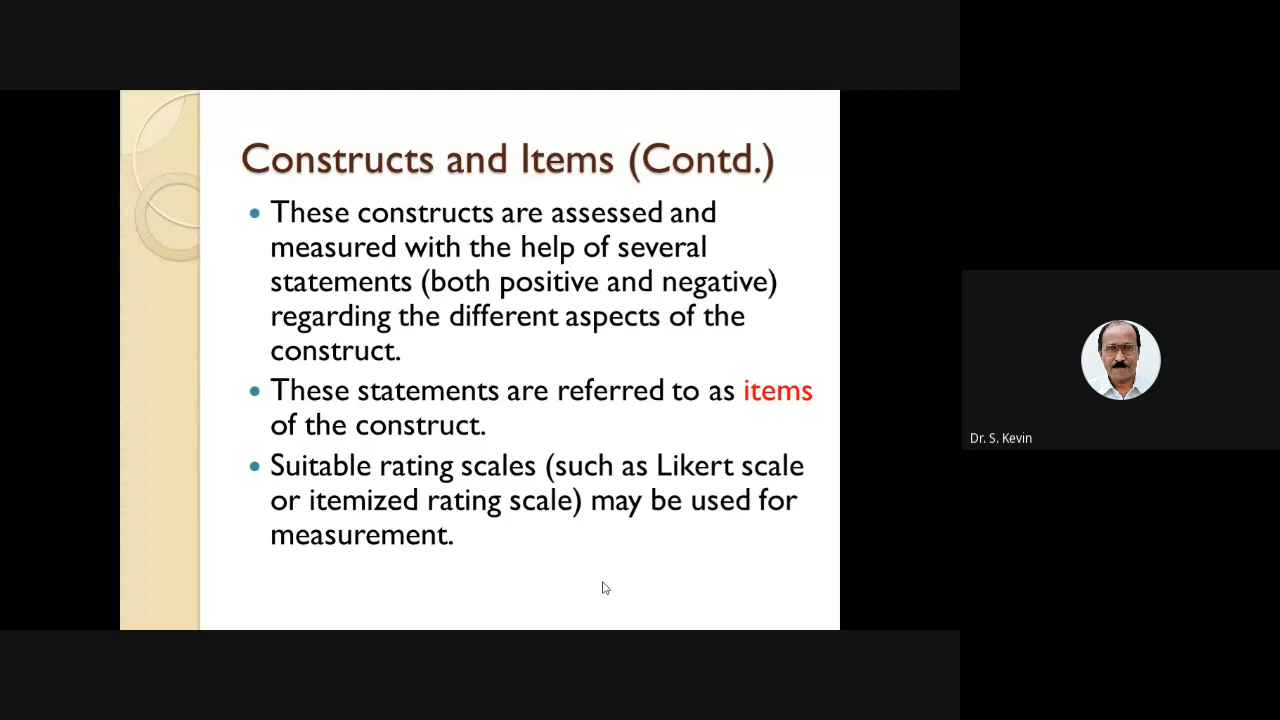 Constructs and Items (Contd.)
These constructs are assessed and
measured with the help of several
statements (both positive and negative)
regarding the different aspects of the
construct.
These statements are referred to as items
of the construct.
Suitable rating scales (such as Likert scale
or itemized rating scale) may be used for
measurement.
Dr. S. Kevin